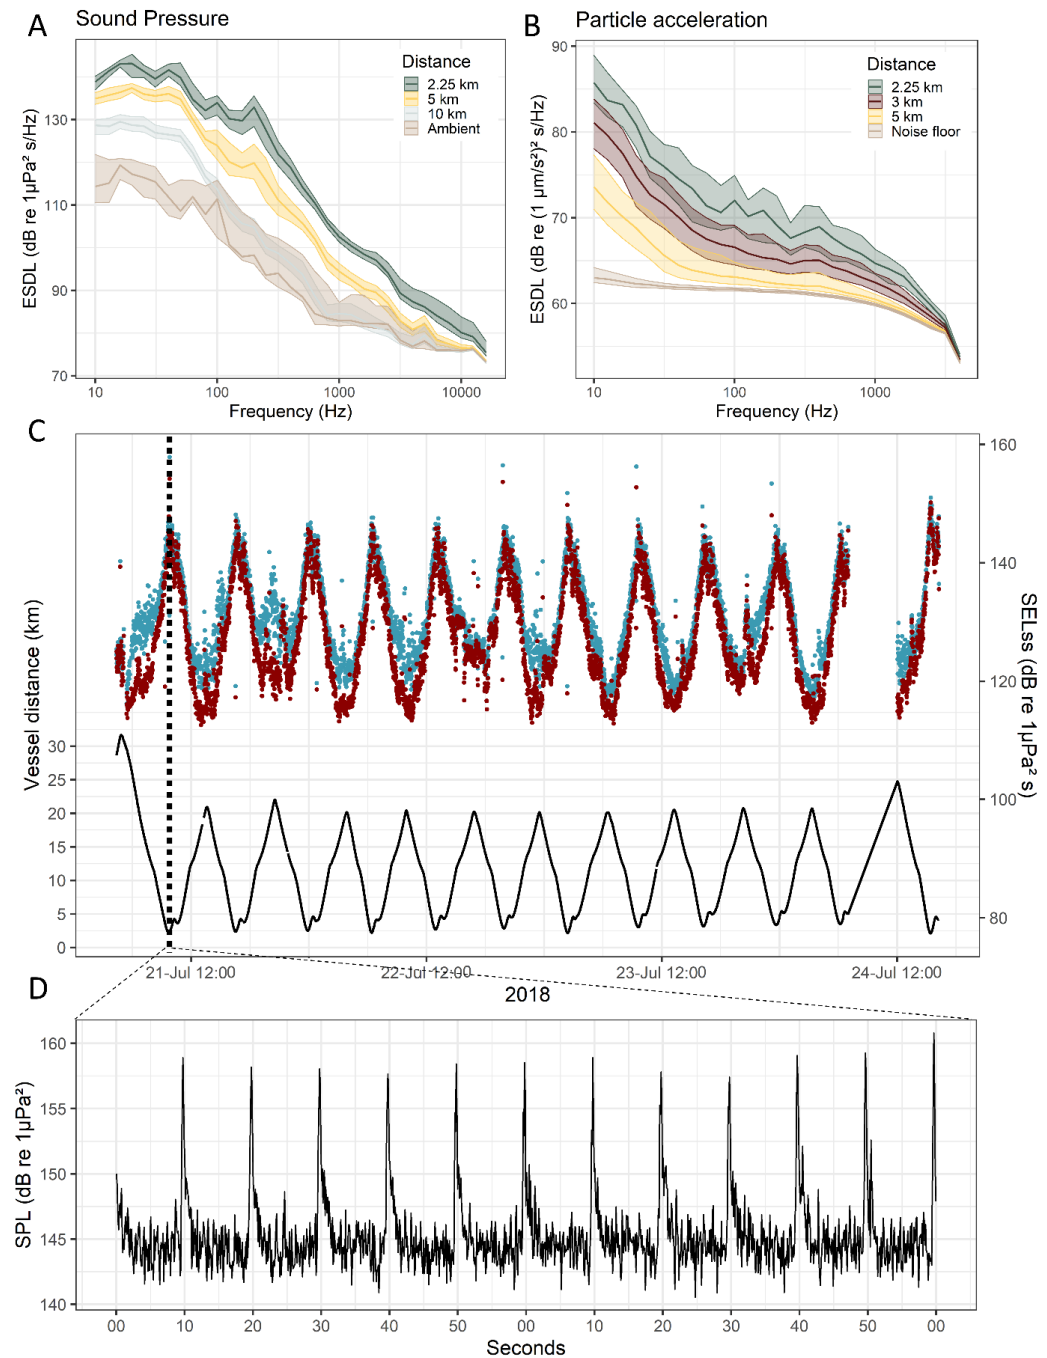 A
Sound Pressure
ESDL (dB re 1µPa² s/Hz)
130
110
90
70
10
100
1000
10000
Frequency (Hz)
Distance
2.25 km
5 km
10 km
Ambient
B
Particle acceleration
ESDL (dB re (1 µm/s²)² s/Hz)
90
80
70
60
10
100
1000
Frequency (Hz)
Distance
2.25 km
3 km
5 km
Noise floor
C
Vessel distance (km)
30
25
20
15
10
5
0
160
140
120
100
80
SELss (dB re 1µPa² s)
21-Jul 12:00
22-Jul 12:00
23-Jul 12:00
24-Jul 12:00
2018
D
SPL (dB re 1µPa²)
160
155
150
145
140
00
10
20
30
40
50
00
10
20
30
40
50
00
Seconds